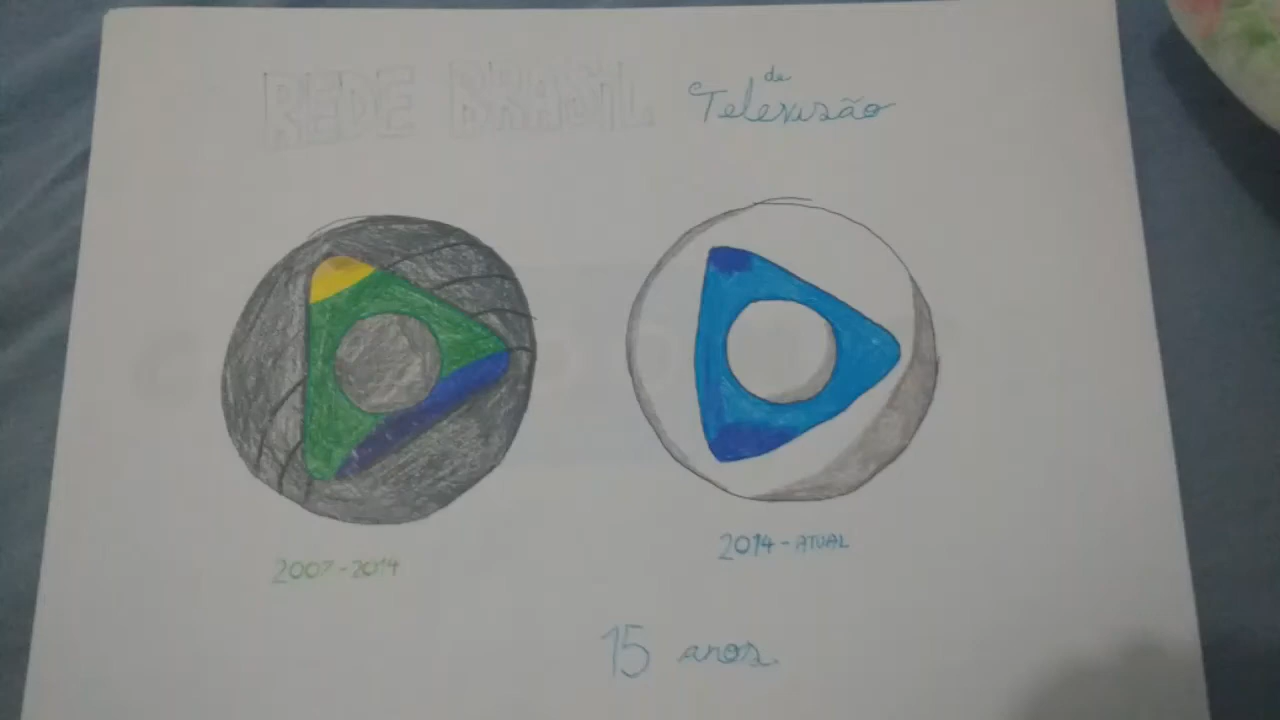 REDE BRASIL de
Televisão
2007-2014
2014-ATUAL
15 anos.